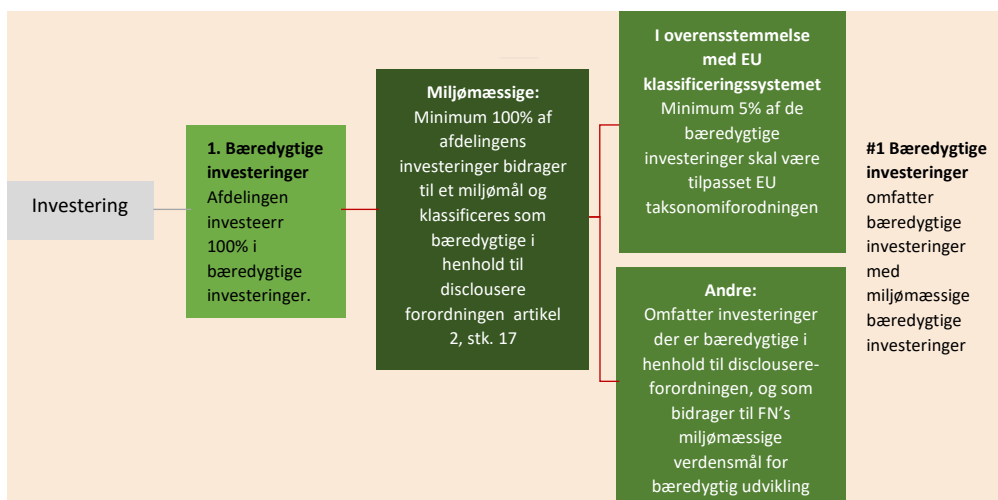 Investering
1. Bæredygtige
investeringer
Afdelingen
investeerr
100% i
bæredygtige
investeringer.
Miljømæssige:
Minimum 100% af
afdelingens
investeringer bidrager
til et miljømål og
klassificeres som
bæredygtige i
henhold til
disclousere
forordningen artikel
2, stk. 17
I overensstemmelse
med EU
klassificeringssystemet
Minimum 5% af de
bæredygtige
investeringer skal være
tilpasset EU
taksonomiforodningen
Andre:
Omfatter investeringer
der er bæredygtige i
henhold til disclousere-
forordningen, og som
bidrager til FN’s
miljømæssige
verdensmål for
bæredygtig udvikling
#1 Bæredygtige
investeringer
omfatter
bæredygtige
investeringer
med
miljømæssige
bæredygtige
investeringer